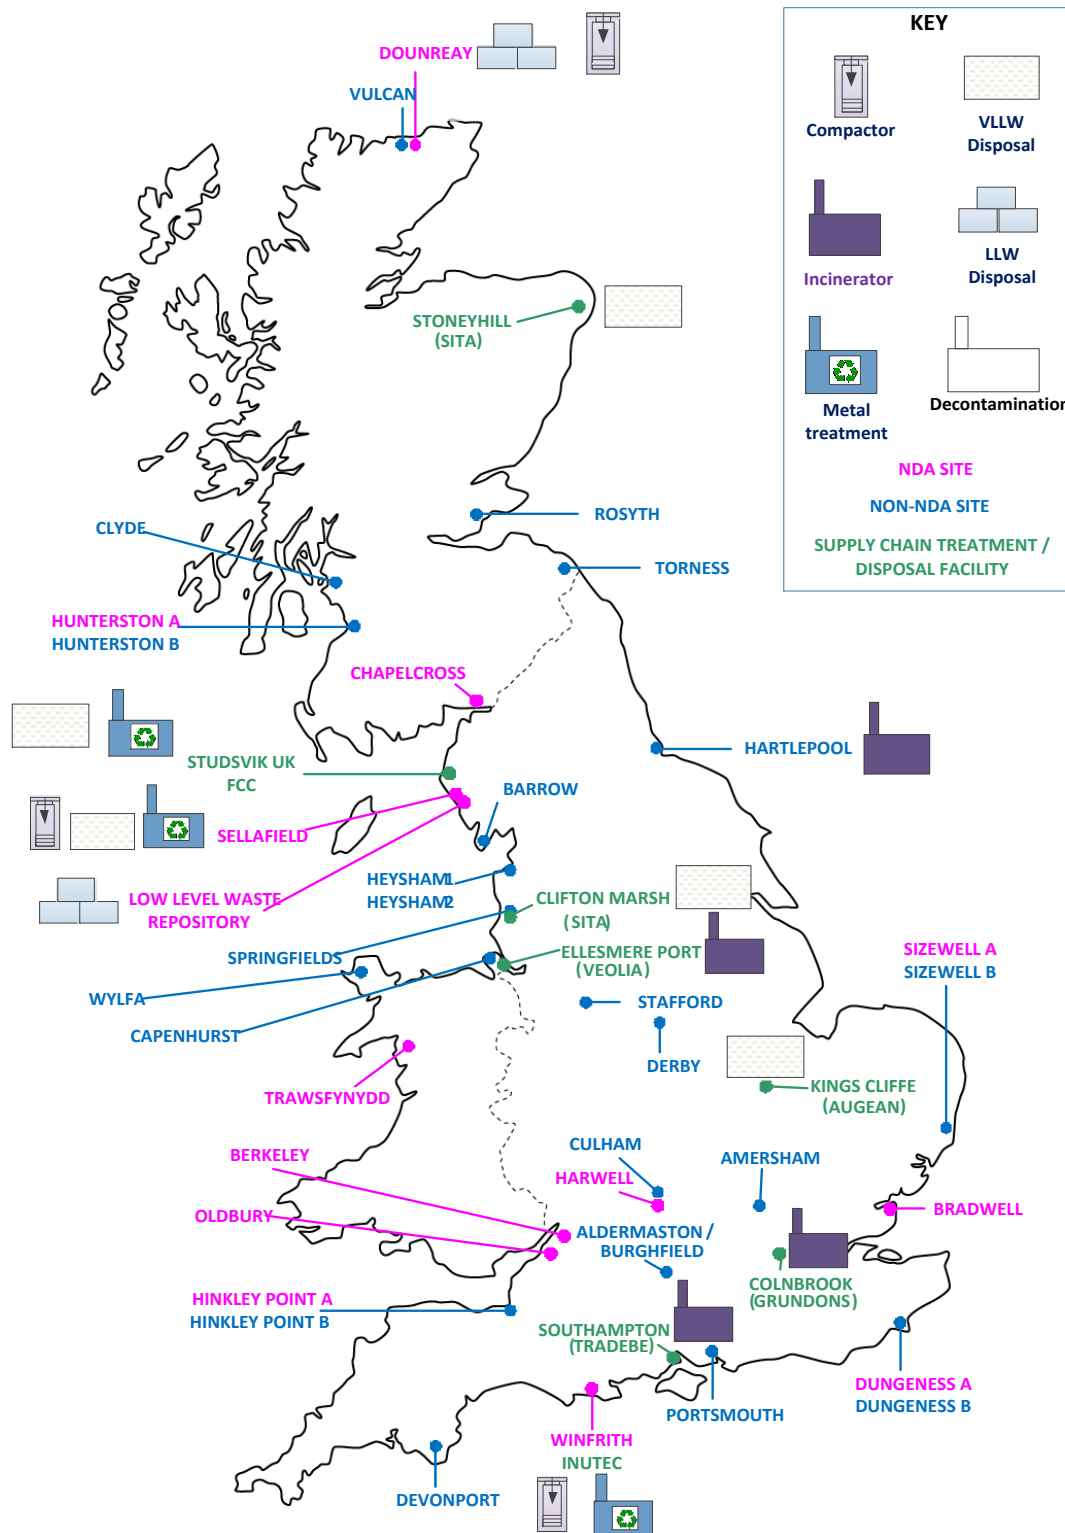 KEY
Compactor
VLLW
Disposal
Incinerator
LLW
Disposal
Metal
treatment
Decontamination
NDA SITE
NON-NDA SITE
SUPPLY CHAIN TREATMENT /
DISPOSAL FACILITY
DOUNREAY
VULCAN
STONEYHILL
(SITA)
ROSYTH
CLYDE
TORNESS
HUNTERSTON A
HUNTERSTON B
CHAPELCROSS
HARTLEPOOL
STUDSVIK UK
FCC
BARROW
SELLAFIELD
HEYSHAM1
HEYSHAM2
LOW LEVEL WASTE
REPOSITORY
CLIFTON MARSH
(SITA)
SPRINGFIELDS
ELLESMERE PORT
(VEOLIA)
SIZEWELL A
SIZEWELL B
WYLFA
STAFFORD
CAPENHURST
DERBY
TRAWSFYNYDD
KINGS CLIFFE
(AUGEAN)
BERKELEY
CULHAM
HARWELL
AMERSHAM
OLDBURY
BRADWELL
ALDERMASTON /
BURGHFIELD
COLNBROOK
(GRUNDONS)
HINKLEY POINT A
HINKLEY POINT B
SOUTHAMPTON
(TRADEBE)
DUNGENESS A
DUNGENESS B
PORTSMOUTH
WINFRITH
INUTEC
DEVONPORT